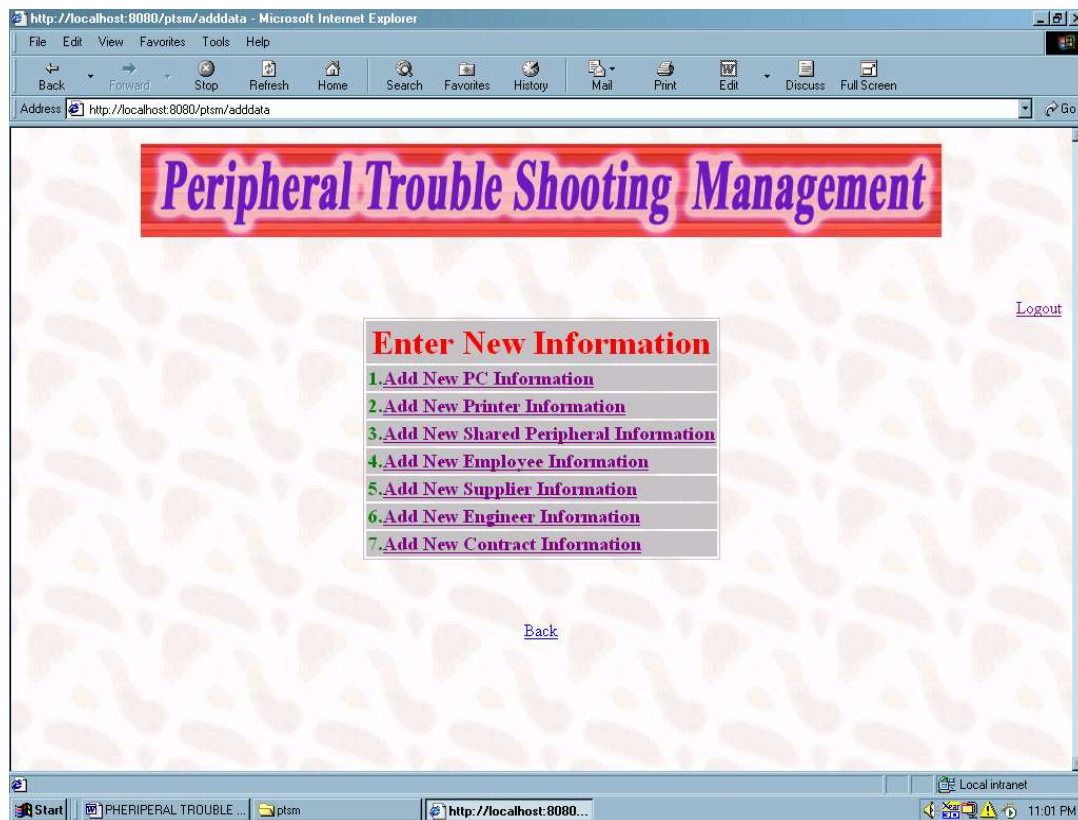 http://localhost:8080/ptsm/adddata - Microsoft Internet Explorer
File Edit View Favorites Tools Help
Back Forward Stop Refresh Home Search Favorites History Mail Print Edit Discuss Full Screen
Address http://localhost:8080/ptsm/adddata Go
Peripheral Trouble Shooting Management
Logout
Enter New Information
1.Add New PC Information
2.Add New Printer Information
3.Add New Shared Peripheral Information
4.Add New Employee Information
5.Add New Supplier Information
6.Add New Engineer Information
7.Add New Contract Information
Back
Local intranet
Start PHERIPERAL TROUBLE ... ptsm http://localhost:8080... 11:01 PM